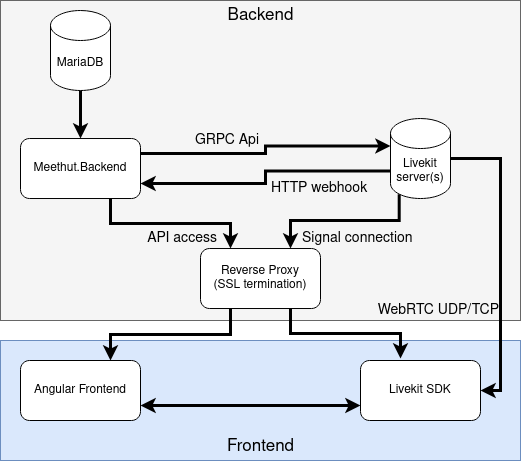 Backend
MariaDB
GRPC Api
Meethut.Backend
Livekit
server(s)
HTTP webhook
API access
Signal connection
Reverse Proxy
(SSL termination)
WebRTC UDP/TCP
Angular Frontend
Livekit SDK
Frontend